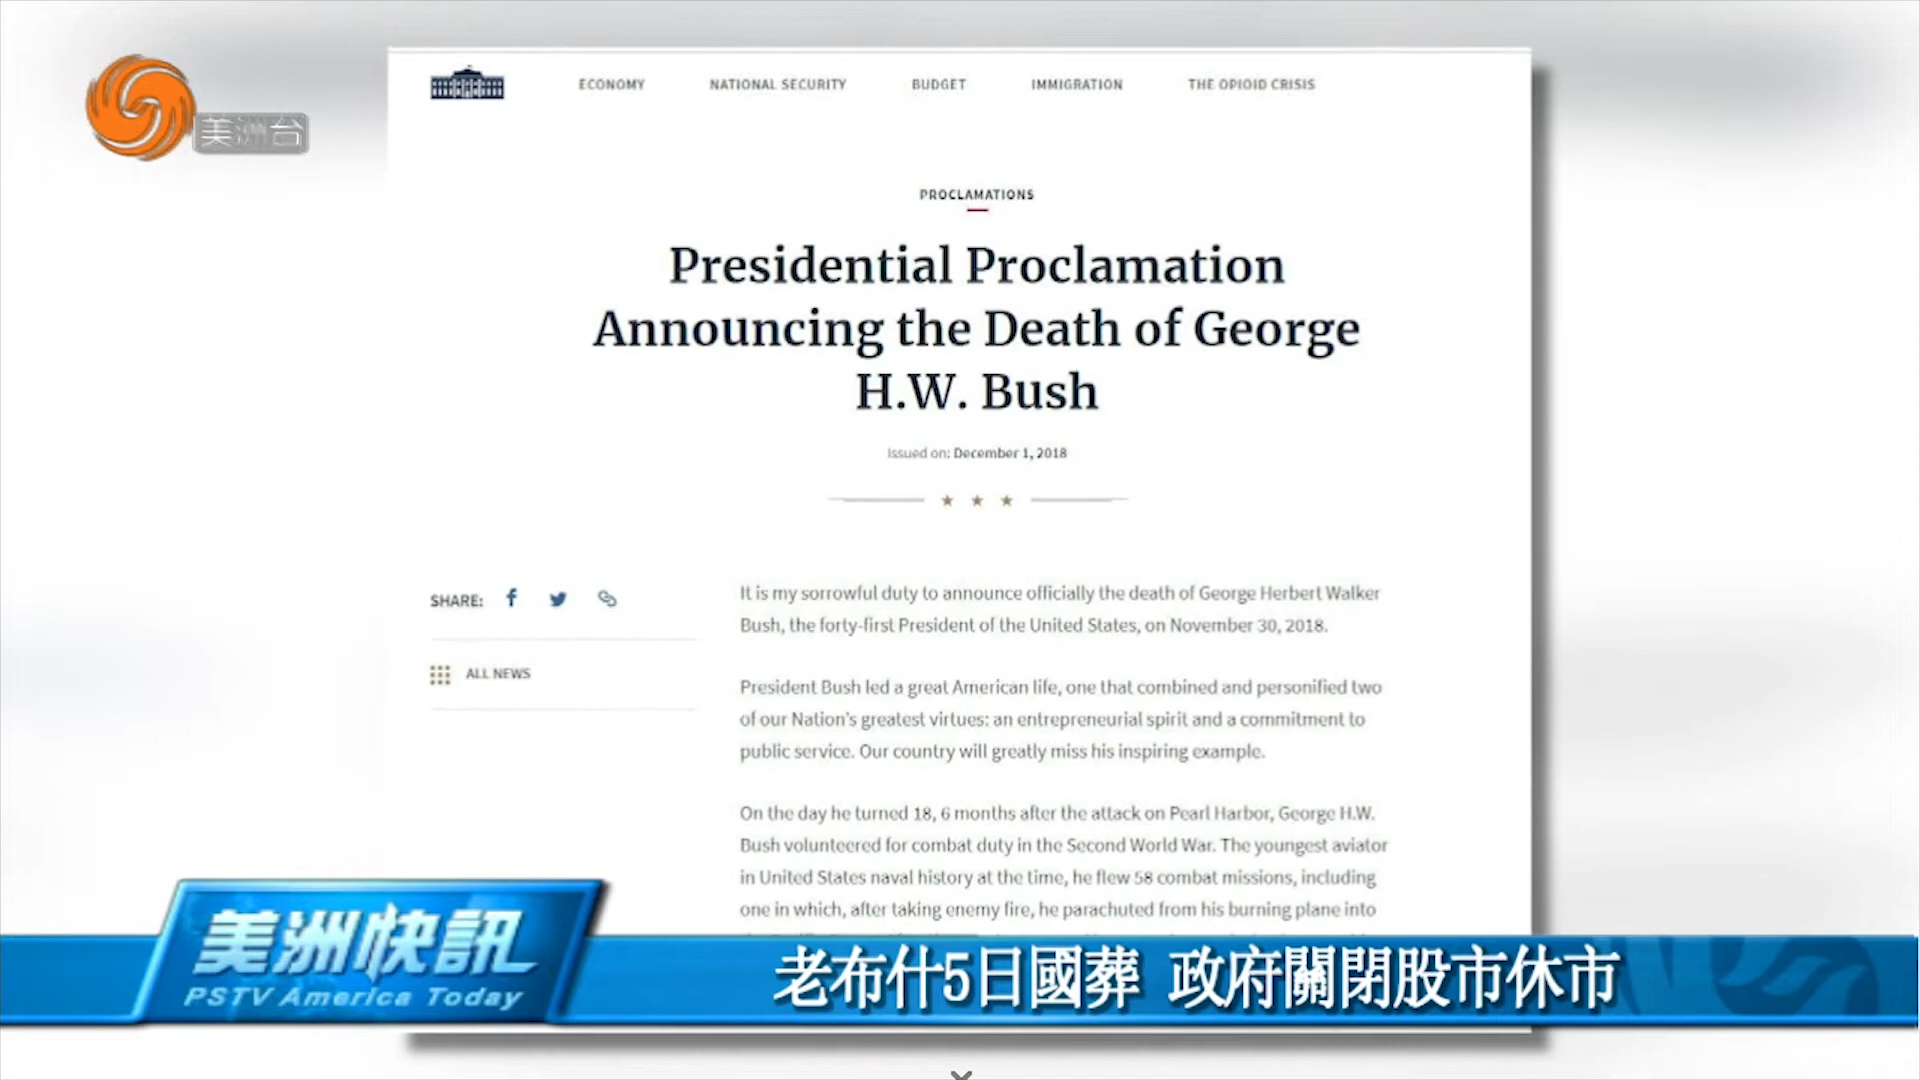 美洲台
ECONOMY NATIONAL SECURITY BUDGET IMMIGRATION THE OPIOID CRISIS
PROCLAMATIONS
Presidential Proclamation
Announcing the Death of George
H.W. Bush
Issued on: December 1, 2018
SHARE:
ALL NEWS
It is my sorrowful duty to announce officially the death of George Herbert Walker
Bush, the forty-first President of the United States, on November 30, 2018.
President Bush led a great American life, one that combined and personified two
of our Nation's greatest virtues: an entrepreneurial spirit and a commitment to
public service. Our country will greatly miss his inspiring example.
On the day he turned 18, 6 months after the attack on Pearl Harbor, George H.W.
Bush volunteered for combat duty in the Second World War. The youngest aviator
in United States naval history at the time, he flew 58 combat missions, including
one in which, after taking enemy fire, he parachuted from his burning plane into
美洲快訊
PSTV America Today
老布什5日國葬 政府關閉股市休市